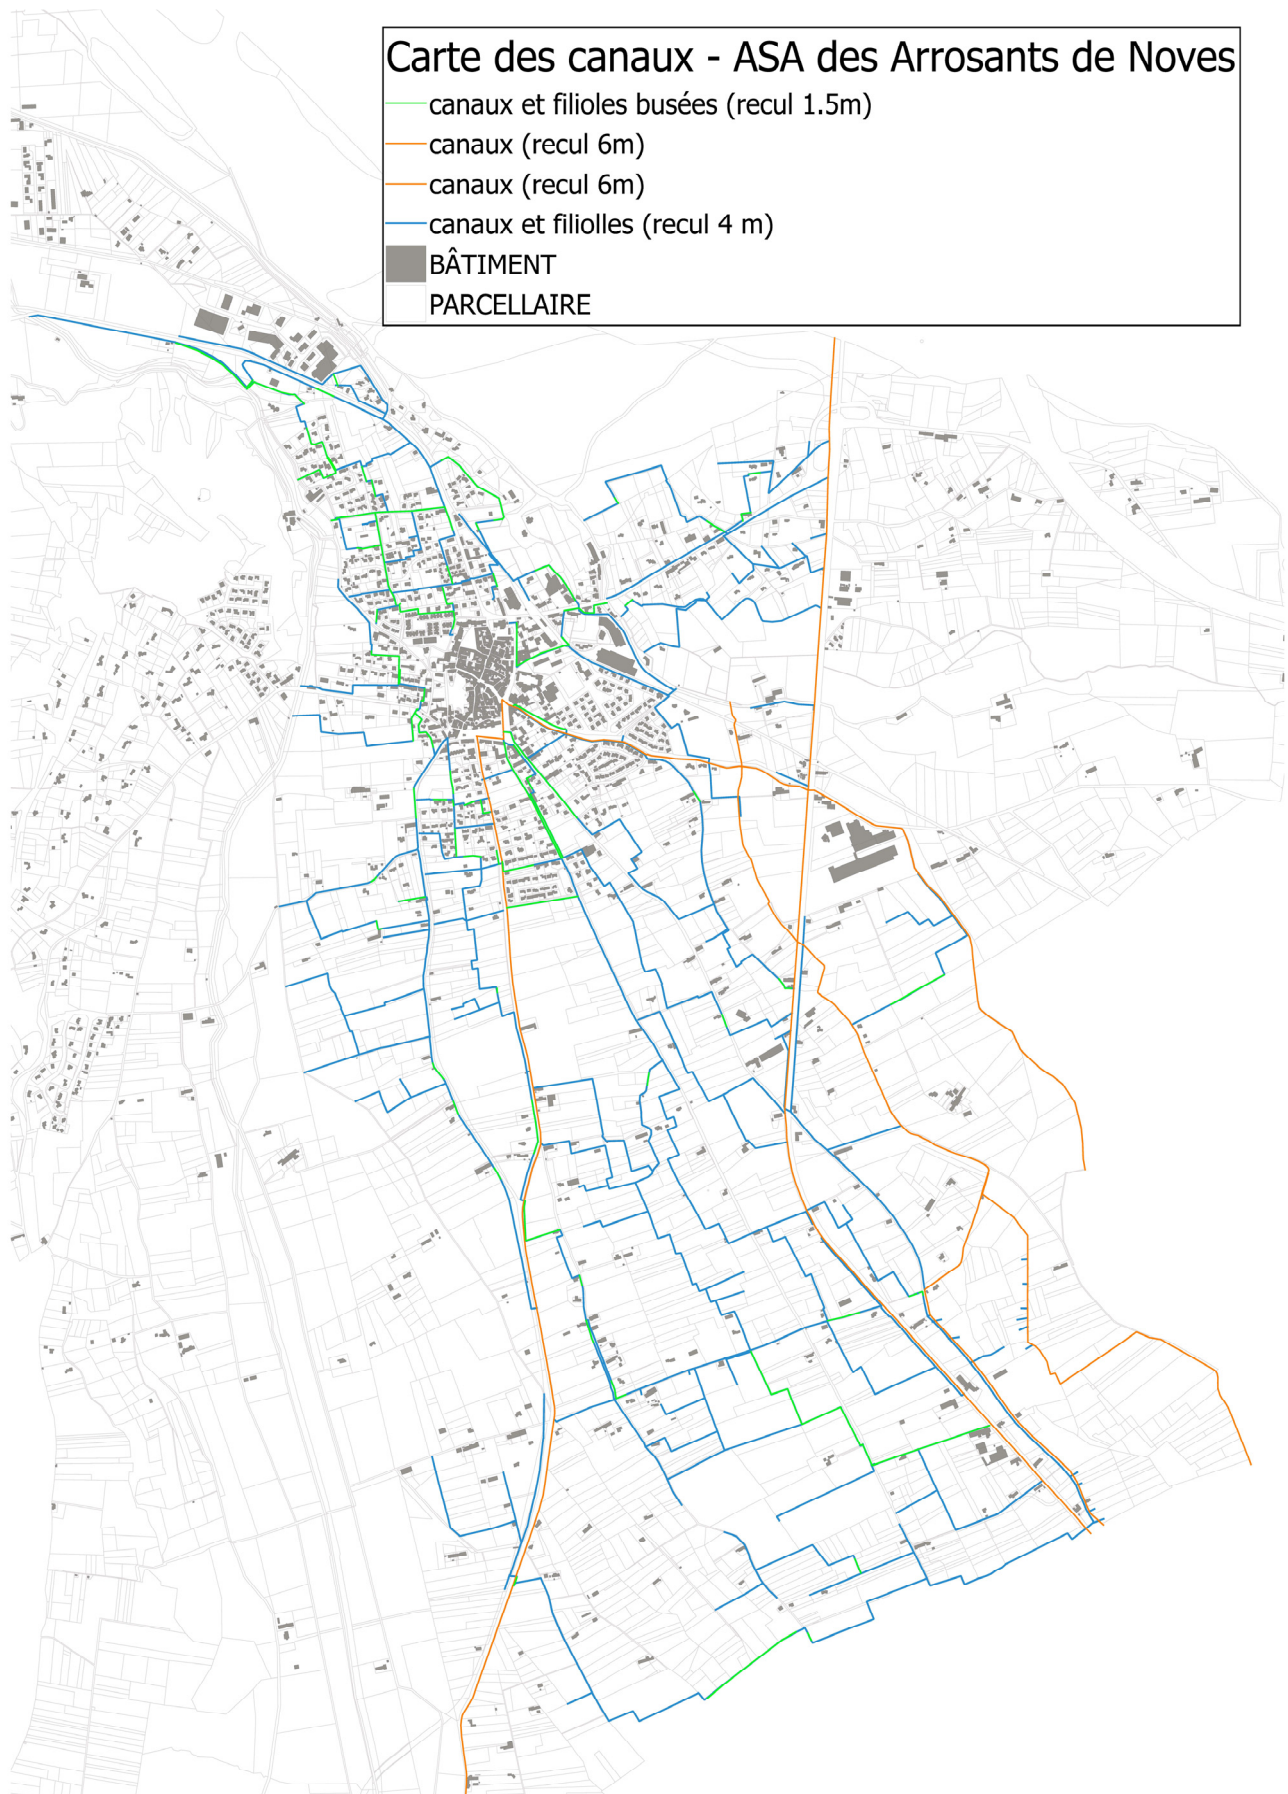 Carte des canaux - ASA des Arrosants de Noves
canaux et filioles busées (recul 1.5m)
canaux (recul 6m)
canaux (recul 6m)
canaux et filiolles (recul 4 m)
BÂTIMENT
PARCELLAIRE